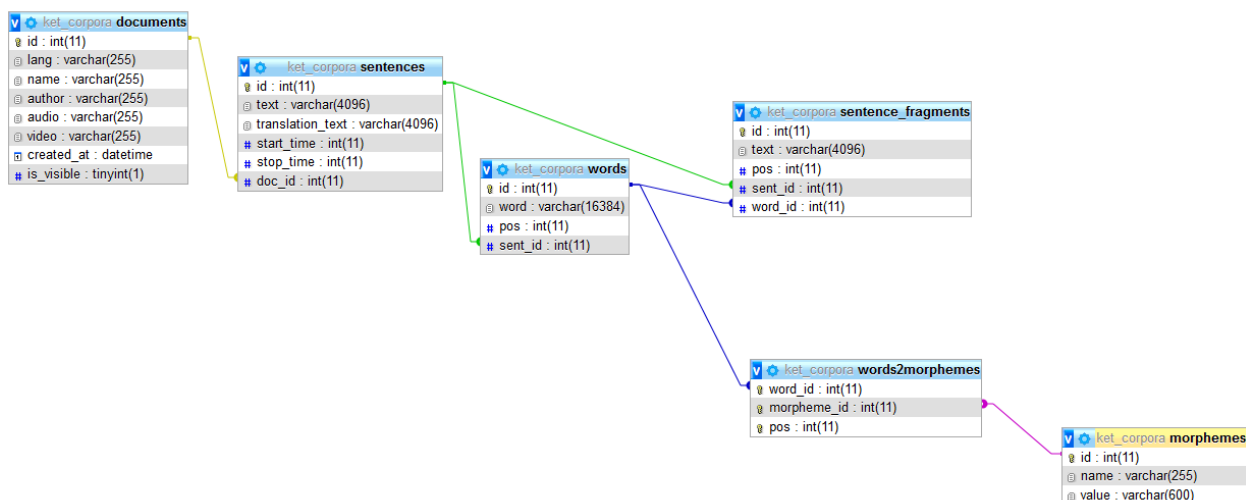 ket_corpora documents
id : int(11)
lang : varchar(255)
name : varchar(255)
author : varchar(255)
audio : varchar(255)
video : varchar(255)
created_at : datetime
is_visible : tinyint(1)
ket_corpora sentences
id : int(11)
text : varchar(4096)
translation_text : varchar(4096)
start_time : int(11)
stop_time : int(11)
doc_id : int(11)
ket_corpora words
id : int(11)
word : varchar(16384)
pos : int(11)
sent_id : int(11)
ket_corpora sentence_fragments
id : int(11)
text : varchar(4096)
pos : int(11)
sent_id : int(11)
word_id : int(11)
ket_corpora words2morphemes
word_id : int(11)
morpheme_id : int(11)
pos : int(11)
ket_corpora morphemes
id : int(11)
name : varchar(255)
value : varchar(600)